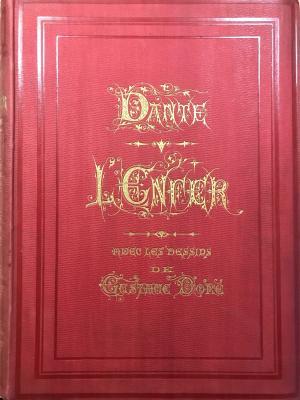 DANTE
L'ENFER
AVEC LES DESSINS
DE
GUSTAVE DORÉ